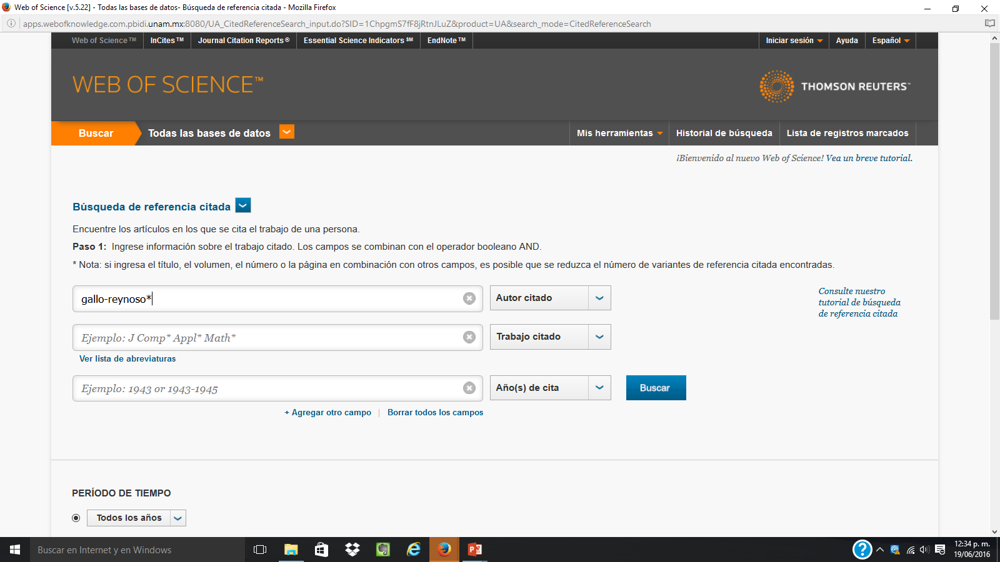 Web of Science [v.5.22] - Todas las bases de datos- Búsqueda de referencia citada - Mozilla Firefox
apps.webofknowledge.com.pbidi.unam.mx:8080/UA_CitedReferenceSearch_input.do?SID=1ChpgmS7fF8jRtnJLuZ&product=UA&search_mode=CitedReferenceSearch
Web of Science™ InCites™ Journal Citation Reports® Essential Science Indicators℠ EndNote™ Iniciar sesión Ayuda Español
WEB OF SCIENCE™ THOMSON REUTERS™
Buscar Todas las bases de datos Mis herramientas Historial de búsqueda Lista de registros marcados
¡Bienvenido al nuevo Web of Science! Vea un breve tutorial.
Búsqueda de referencia citada
Encuentre los artículos en los que se cita el trabajo de una persona.
Paso 1: Ingrese información sobre el trabajo citado. Los campos se combinan con el operador booleano AND.
* Nota: si ingresa el título, el volumen, el número o la página en combinación con otros campos, es posible que se reduzca el número de variantes de referencia citada encontradas.
gallo-reynoso* Autor citado
Consulte nuestro
tutorial de búsqueda
de referencia citada
Ejemplo: J Comp* Appl* Math* Trabajo citado
Ver lista de abreviaturas
Ejemplo: 1943 or 1943-1945 Año(s) de cita Buscar
+ Agregar otro campo | Borrar todos los campos
PERÍODO DE TIEMPO
Todos los años
Buscar en Internet y en Windows
12:34 p. m.
19/06/2016